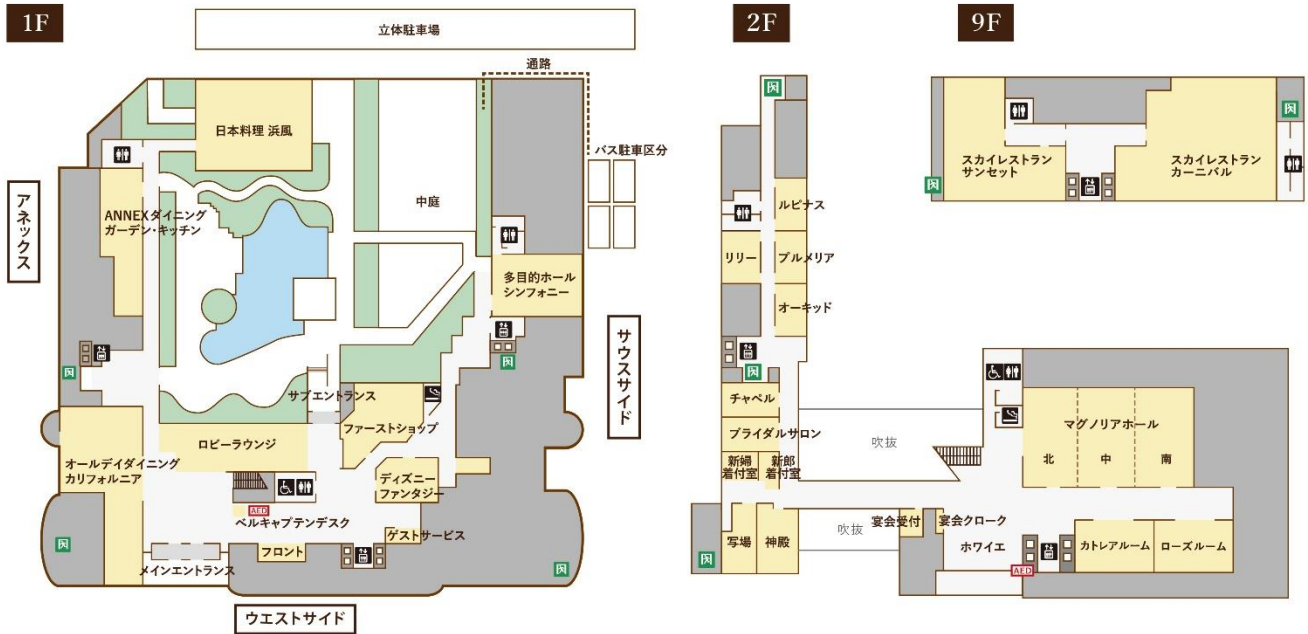 1F
立体駐車場
通路
日本料理 浜風
バス駐車区分
アネックス
ANNEXダイニング
ガーデン・キッチン
中庭
多目的ホール
シンフォニー
サウスサイド
サブエントランス
ファーストショップ
ロビーラウンジ
オールデイダイニング
カリフォルニア
ディズニー
ファンタジー
AED
ベルキャプテンデスク
ゲストサービス
フロント
メインエントランス
ウエストサイド
2F
ルピナス
リリー
プルメリア
オーキッド
チャペル
ブライダルサロン
新婦
着付室
新郎
着付室
吹抜
マグノリアホール
北 中 南
写場
神殿
吹抜
宴会受付
宴会クローク
ホワイエ
カトレアルーム
ローズルーム
AED
9F
スカイレストラン
サンセット
スカイレストラン
カーニバル